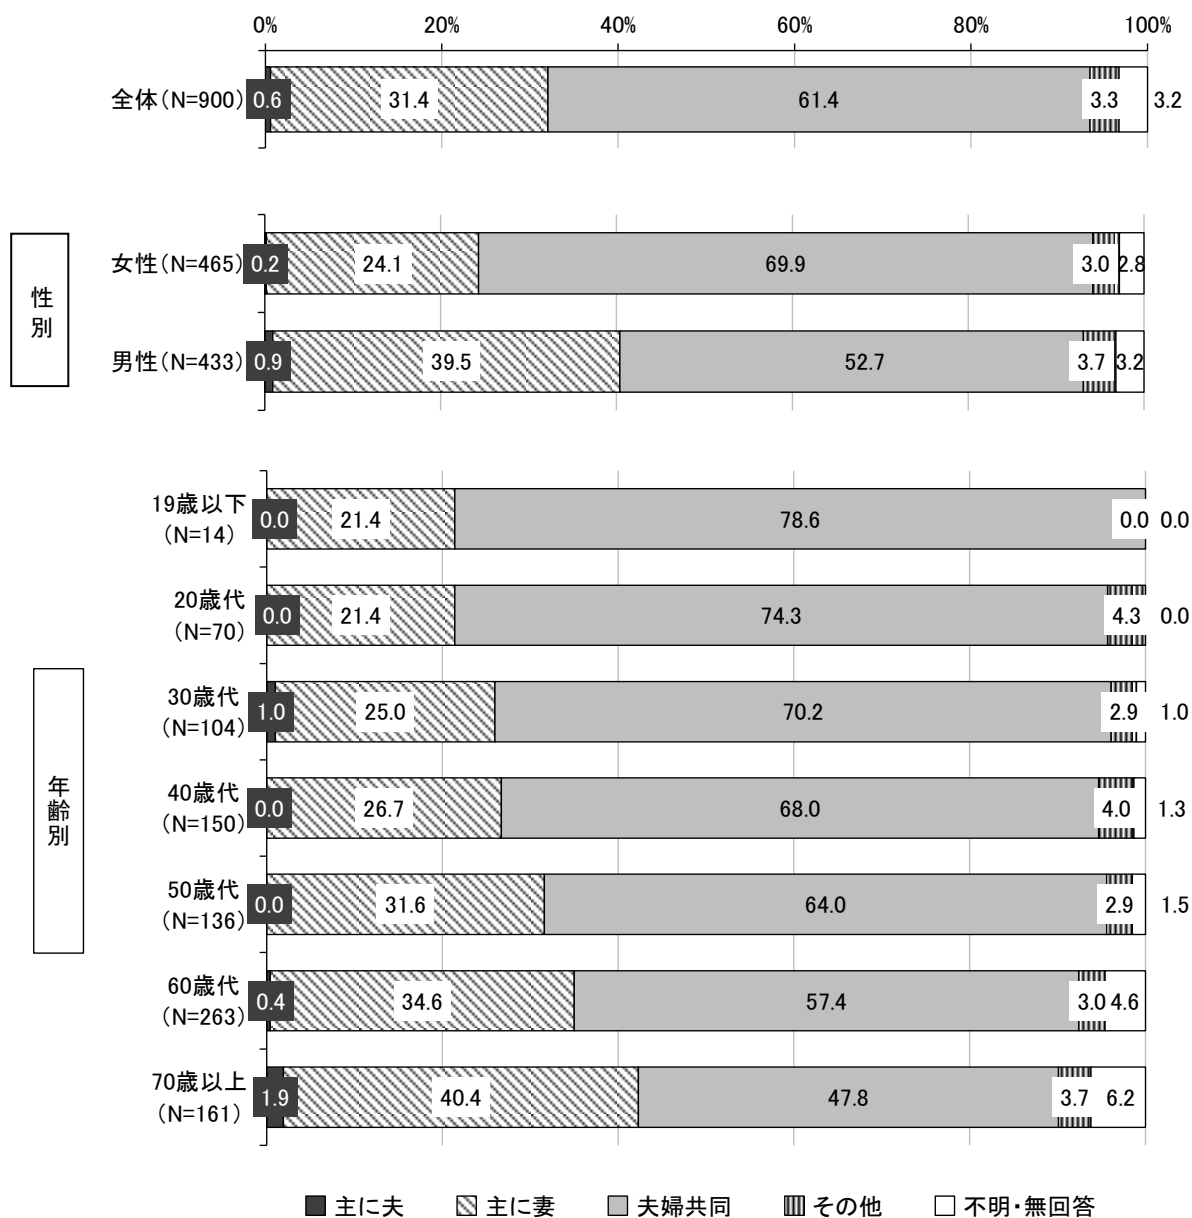 0% 20% 40% 60% 80% 100%
全体(N=900) 0.6 31.4 61.4 3.3 3.2
性別
女性(N=465) 0.2 24.1 69.9 3.0 2.8
男性(N=433) 0.9 39.5 52.7 3.7 3.2
年齢別
19歳以下
(N=14)
0.0 21.4 78.6 0.0 0.0
20歳代
(N=70)
0.0 21.4 74.3 4.3 0.0
30歳代
(N=104)
1.0 25.0 70.2 2.9 1.0
40歳代
(N=150)
0.0 26.7 68.0 4.0 1.3
50歳代
(N=136)
0.0 31.6 64.0 2.9 1.5
60歳代
(N=263)
0.4 34.6 57.4 3.0 4.6
70歳以上
(N=161)
1.9 40.4 47.8 3.7 6.2
主に夫 主に妻 夫婦共同 その他 不明・無回答